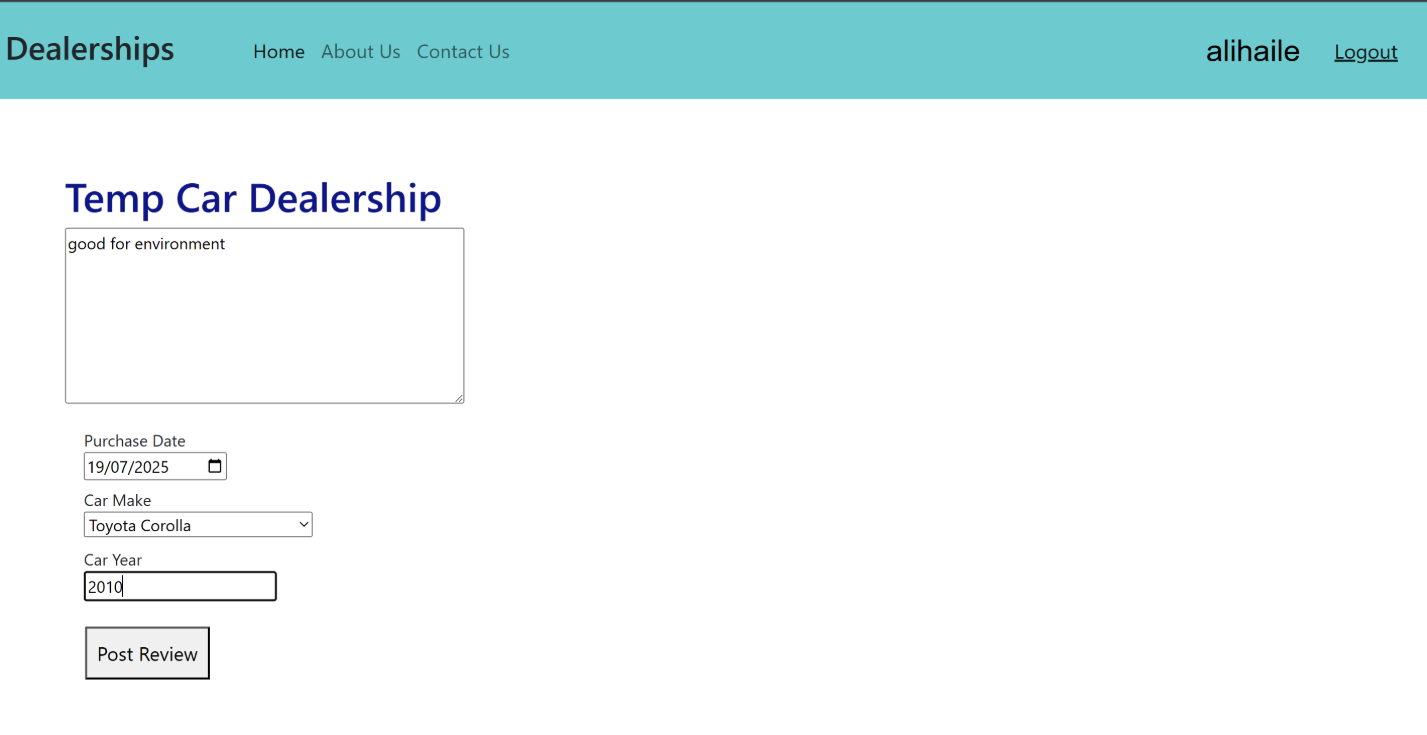 Dealerships Home About Us Contact Us alihaile Logout
Temp Car Dealership
good for environment
Purchase Date
19/07/2025
Car Make
Toyota Corolla
Car Year
2010
Post Review